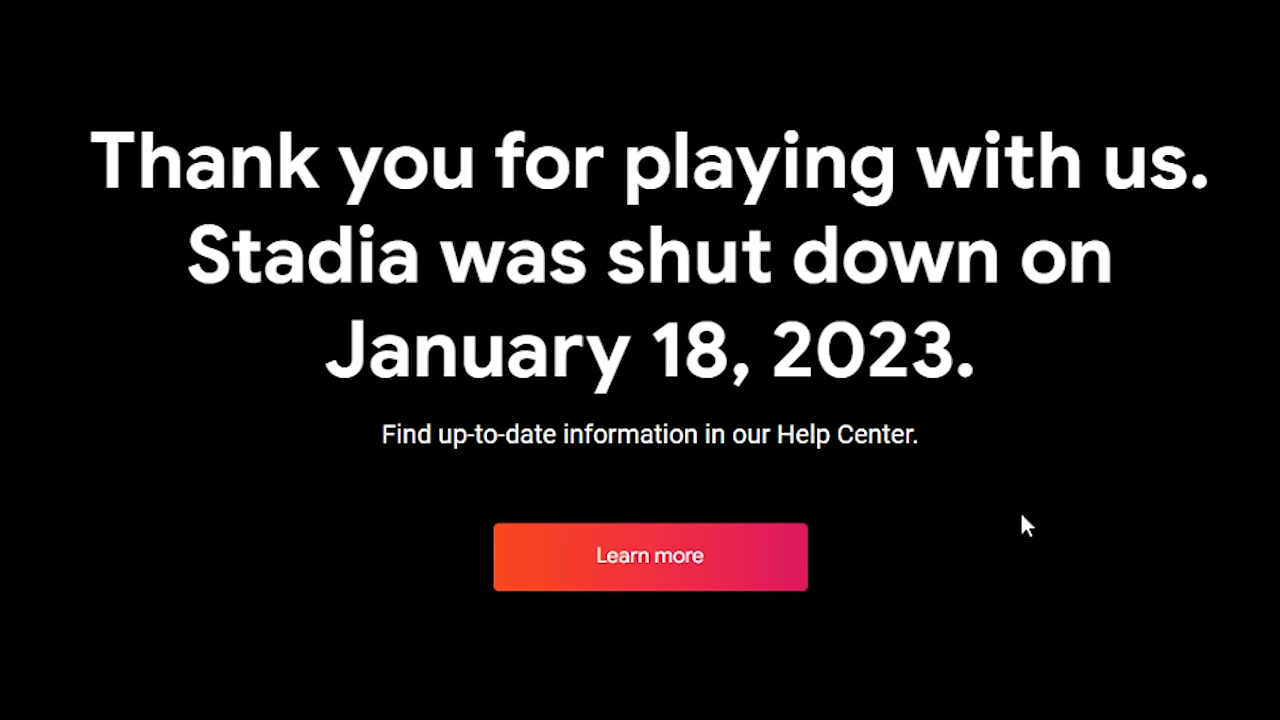 Thank you for playing with us.
Stadia was shut down on
January 18, 2023.
Find up-to-date information in our Help Center.
Learn more